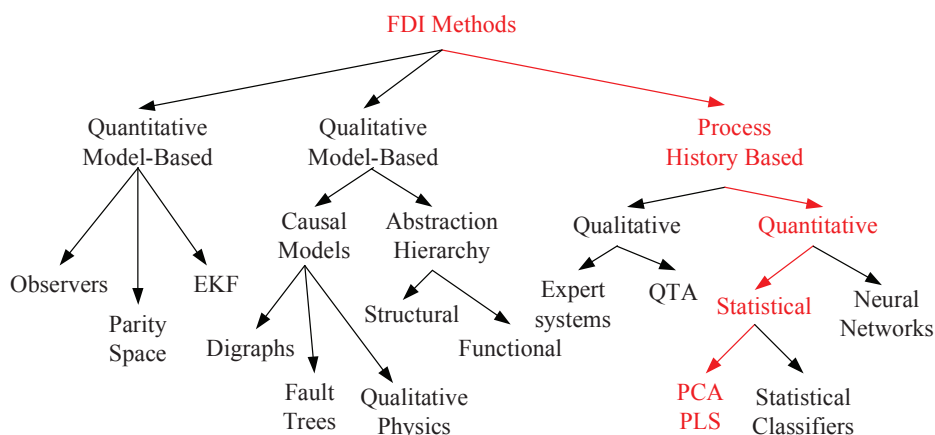 FDI Methods
Quantitative
Model-Based
Qualitative
Model-Based
Process
History Based
Causal
Models
Abstraction
Hierarchy
Qualitative
Quantitative
Observers
Parity
Space
EKF
Digraphs
Fault
Trees
Qualitative
Physics
Structural
Functional
Expert
systems
QTA
Statistical
Neural
Networks
PCA
PLS
Statistical
Classifiers